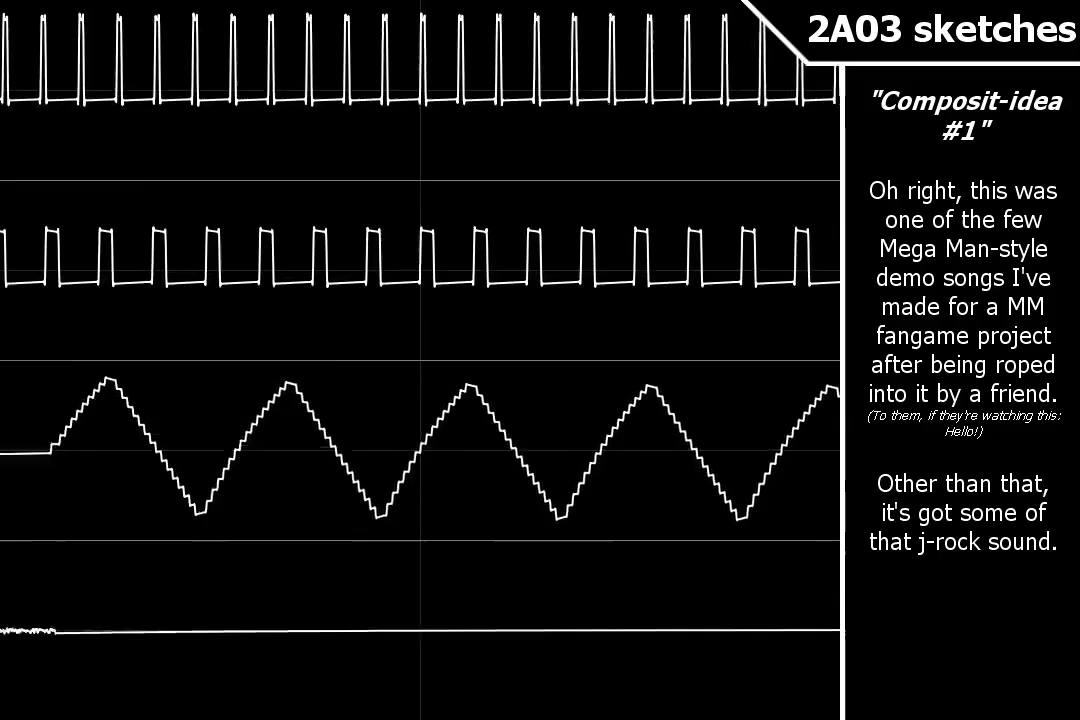 2A03 sketches
"Composit-idea
#1"
Oh right, this was
one of the few
Mega Man-style
demo songs I've
made for a MM
fangame project
after being roped
into it by a friend.
(To them, if they're watching this:
Hello!)
Other than that,
it's got some of
that j-rock sound.